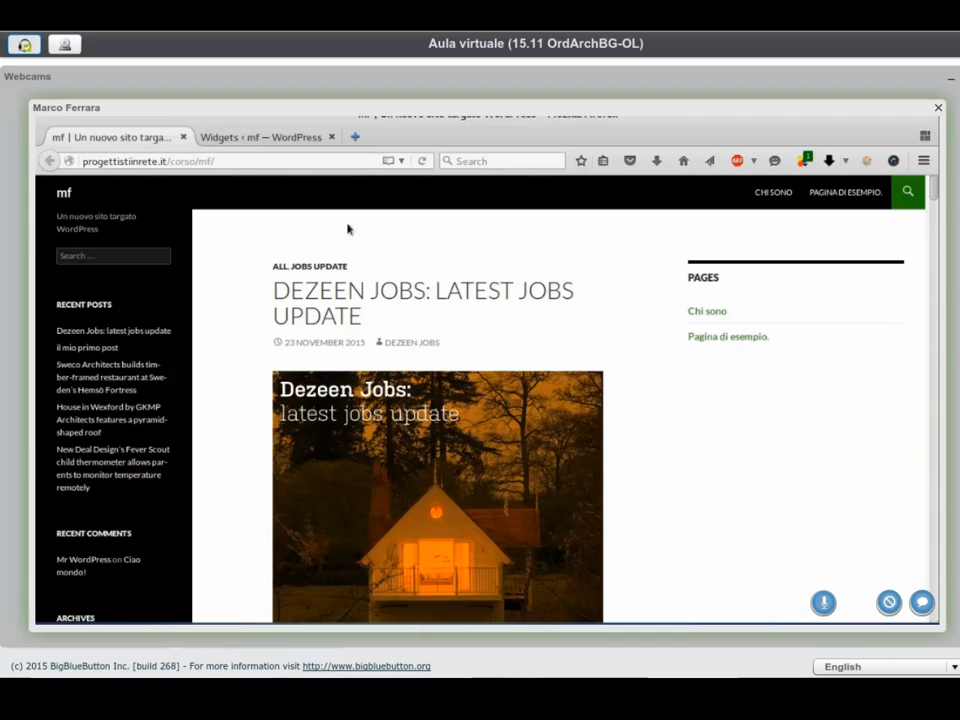 Aula virtuale (15.11 OrdArchBG-OL)
Webcams
Marco Ferrara
mf | Un nuovo sito targa...
Widgets ‹ mf — WordPress
progettistiinrete.it/corso/mf/
Search
1
mf
CHI SONO
PAGINA DI ESEMPIO.
Un nuovo sito targato
WordPress
Search ...
RECENT POSTS
Dezeen Jobs: latest jobs update
il mio primo post
Sweco Architects builds tim-
ber-framed restaurant at Swe-
den's Hemsö Fortress
House in Wexford by GKMP
Architects features a pyramid-
shaped roof
New Deal Design's Fever Scout
child thermometer allows par-
ents to monitor temperature
remotely
RECENT COMMENTS
Mr WordPress on Ciao
mondo!
ARCHIVES
ALL, JOBS UPDATE
DEZEEN JOBS: LATEST JOBS
UPDATE
23 NOVEMBER 2015 DEZEEN JOBS
Dezeen Jobs:
latest jobs update
PAGES
Chi sono
Pagina di esempio.
(c) 2015 BigBlueButton Inc. [build 268] - For more information visit http://www.bigbluebutton.org
English